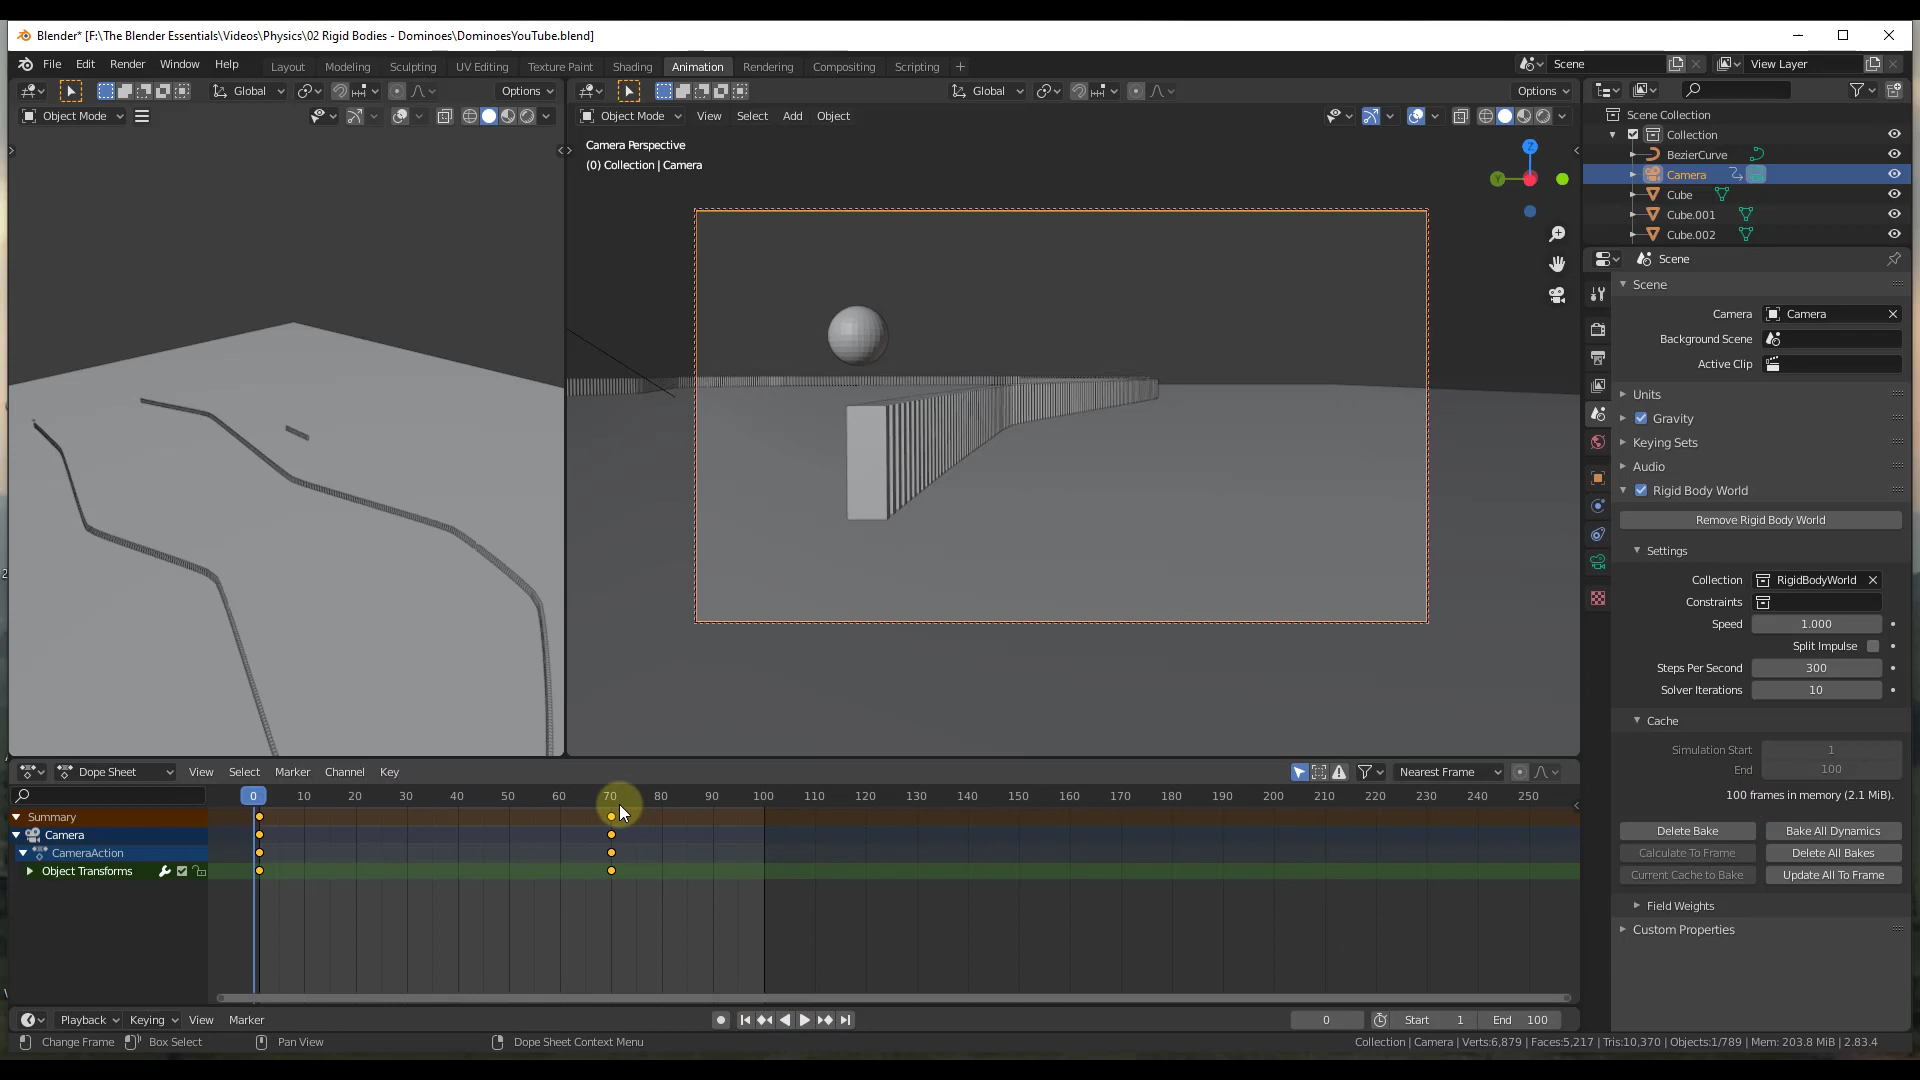 Blender* [F:\The Blender Essentials\Videos\Physics\02 Rigid Bodies - Dominoes\DominoesYouTube.blend]
File Edit Render Window Help Layout Modeling Sculpting UV Editing Texture Paint Shading Animation Rendering Compositing Scripting + Scene View Layer
Global Options Global Options
Object Mode Object Mode View Select Add Object
Camera Perspective
(0) Collection | Camera
Z
Y
Scene Collection
Collection
BezierCurve
Camera
Cube
Cube.001
Cube.002
Scene
Scene
Camera Camera
Background Scene
Active Clip
Units
Gravity
Keying Sets
Audio
Rigid Body World
Remove Rigid Body World
Settings
Collection RigidBodyWorld
Constraints
Speed 1.000
Split Impulse
Steps Per Second 300
Solver Iterations 10
Cache
Simulation Start 1
End 100
100 frames in memory (2.1 MiB).
Delete Bake Bake All Dynamics
Calculate To Frame Delete All Bakes
Current Cache to Bake Update All To Frame
Field Weights
Custom Properties
Dope Sheet View Select Marker Channel Key Nearest Frame
0 10 20 30 40 50 60 70 80 90 100 110 120 130 140 150 160 170 180 190 200 210 220 230 240 250
Summary
Camera
CameraAction
Object Transforms
Playback Keying View Marker 0 Start 1 End 100
Change Frame Box Select Pan View Dope Sheet Context Menu Collection | Camera | Verts:6,879 | Faces:5,217 | Tris:10,370 | Objects:1/789 | Mem: 203.8 MiB | 2.83.4